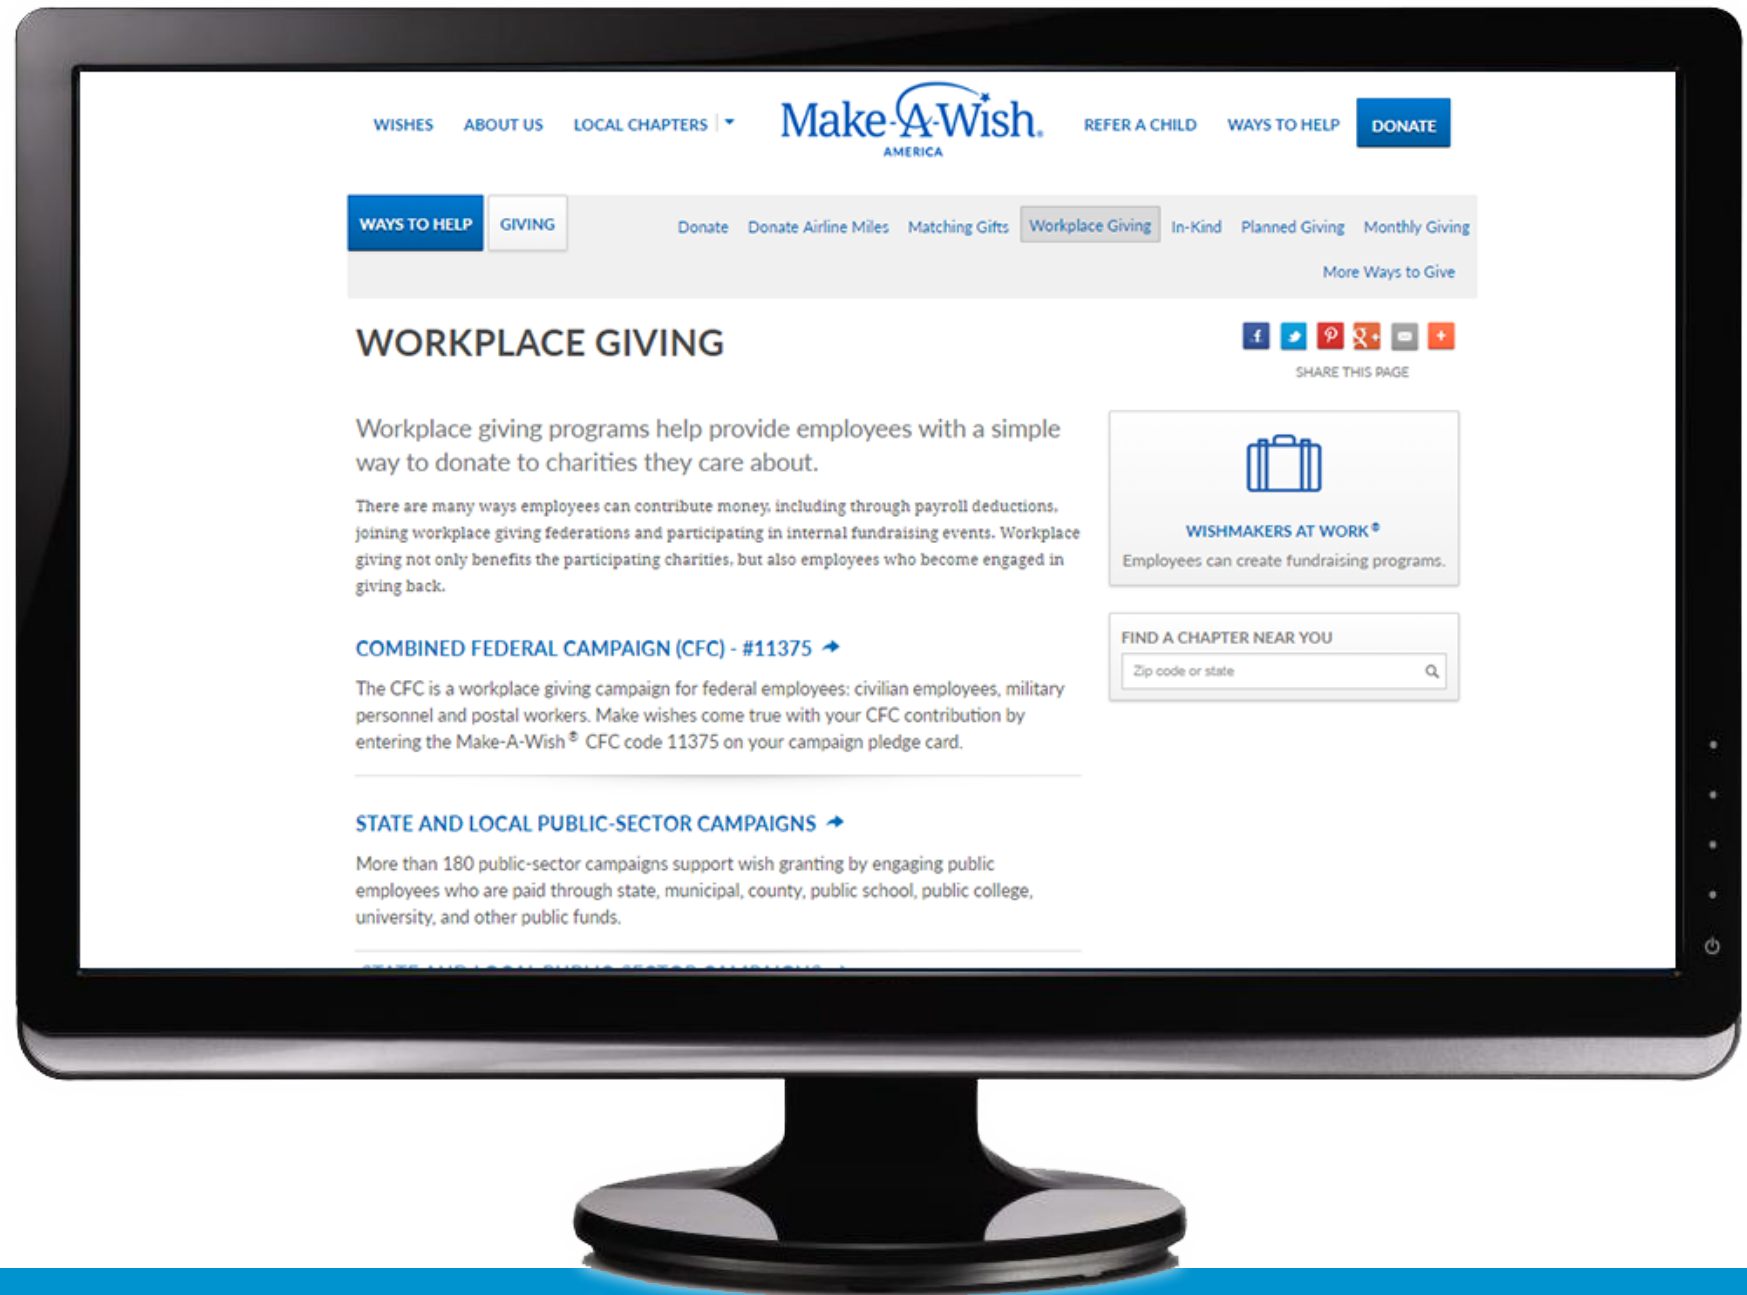 WISHES ABOUT US LOCAL CHAPTERS Make-A-Wish® REFER A CHILD WAYS TO HELP DONATE
AMERICA
WAYS TO HELP GIVING Donate Donate Airline Miles Matching Gifts Workplace Giving In-Kind Planned Giving Monthly Giving
More Ways to Give
WORKPLACE GIVING
SHARE THIS PAGE
Workplace giving programs help provide employees with a simple
way to donate to charities they care about.
There are many ways employees can contribute money, including through payroll deductions,
joining workplace giving federations and participating in internal fundraising events. Workplace
giving not only benefits the participating charities, but also employees who become engaged in
giving back.
WISHMAKERS AT WORK®
Employees can create fundraising programs.
FIND A CHAPTER NEAR YOU
Zip code or state
COMBINED FEDERAL CAMPAIGN (CFC) - #11375
The CFC is a workplace giving campaign for federal employees: civilian employees, military
personnel and postal workers. Make wishes come true with your CFC contribution by
entering the Make-A-Wish® CFC code 11375 on your campaign pledge card.
STATE AND LOCAL PUBLIC-SECTOR CAMPAIGNS
More than 180 public-sector campaigns support wish granting by engaging public
employees who are paid through state, municipal, county, public school, public college,
university, and other public funds.